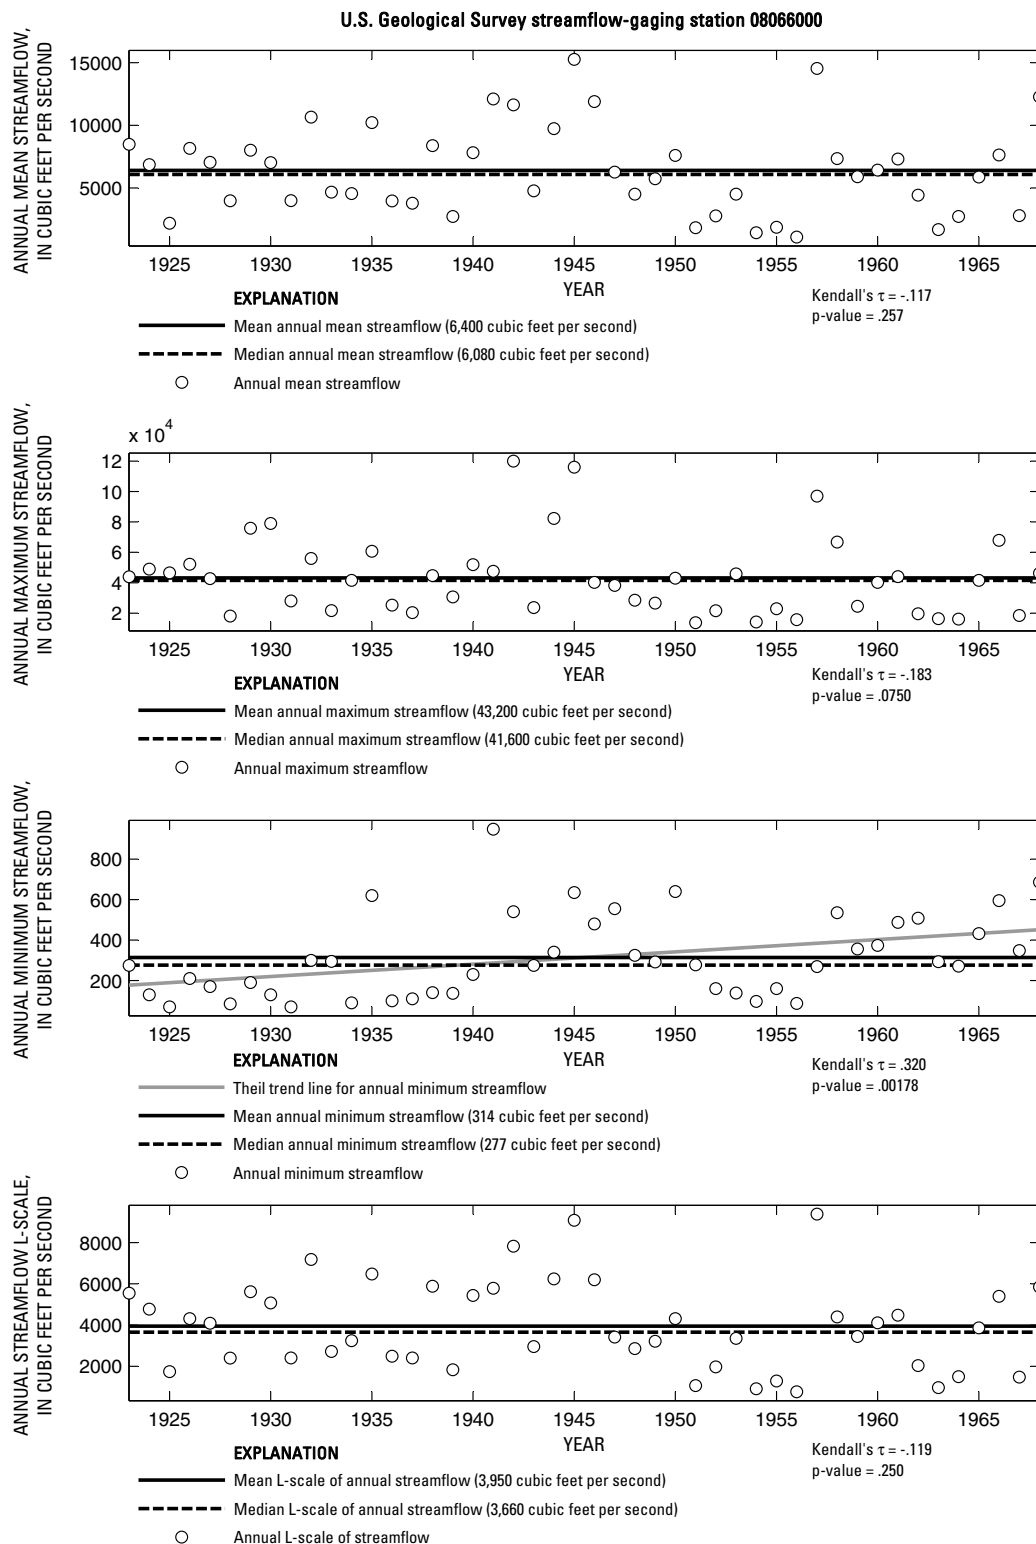 U.S. Geological Survey streamflow-gaging station 08066000
ANNUAL MEAN STREAMFLOW,
IN CUBIC FEET PER SECOND
15000
10000
5000
1925 1930 1935 1940 1945 1950 1955 1960 1965
YEAR
EXPLANATION
Mean annual mean streamflow (6,400 cubic feet per second)
Median annual mean streamflow (6,080 cubic feet per second)
Annual mean streamflow
Kendall's τ = -.117
p-value = .257
ANNUAL MAXIMUM STREAMFLOW,
IN CUBIC FEET PER SECOND
x 10^4
12
10
8
6
4
2
1925 1930 1935 1940 1945 1950 1955 1960 1965
YEAR
EXPLANATION
Mean annual maximum streamflow (43,200 cubic feet per second)
Median annual maximum streamflow (41,600 cubic feet per second)
Annual maximum streamflow
Kendall's τ = -.183
p-value = .0750
ANNUAL MINIMUM STREAMFLOW,
IN CUBIC FEET PER SECOND
800
600
400
200
1925 1930 1935 1940 1945 1950 1955 1960 1965
YEAR
EXPLANATION
Theil trend line for annual minimum streamflow
Mean annual minimum streamflow (314 cubic feet per second)
Median annual minimum streamflow (277 cubic feet per second)
Annual minimum streamflow
Kendall's τ = .320
p-value = .00178
ANNUAL STREAMFLOW L-SCALE,
IN CUBIC FEET PER SECOND
8000
6000
4000
2000
1925 1930 1935 1940 1945 1950 1955 1960 1965
YEAR
EXPLANATION
Mean L-scale of annual streamflow (3,950 cubic feet per second)
Median L-scale of annual streamflow (3,660 cubic feet per second)
Annual L-scale of streamflow
Kendall's τ = -.119
p-value = .250